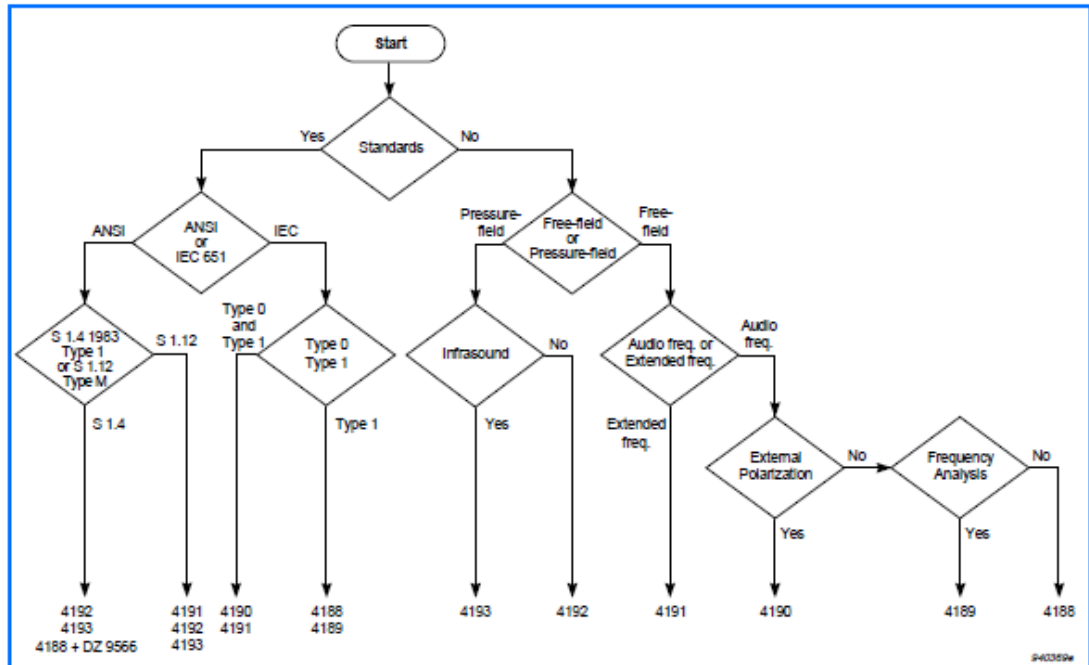 Start
Yes
Standards
No
ANSI
ANSI
or
IEC 651
IEC
Pressure-
field
Free-field
or
Pressure-field
Free-
field
S 1.4 1983
Type 1
or S 1.12
Type M
S 1.12
Type 0
and
Type 1
Type 0
Type 1
Infrasound
No
Audio freq. or
Extended freq.
Audio
freq.
S 1.4
Type 1
Yes
Extended
freq.
External
Polarization
No
Frequency
Analysis
No
Yes
Yes
4192
4193
4188 + DZ 9566
4191
4192
4193
4190
4191
4188
4189
4193
4192
4191
4190
4189
4188
940369e